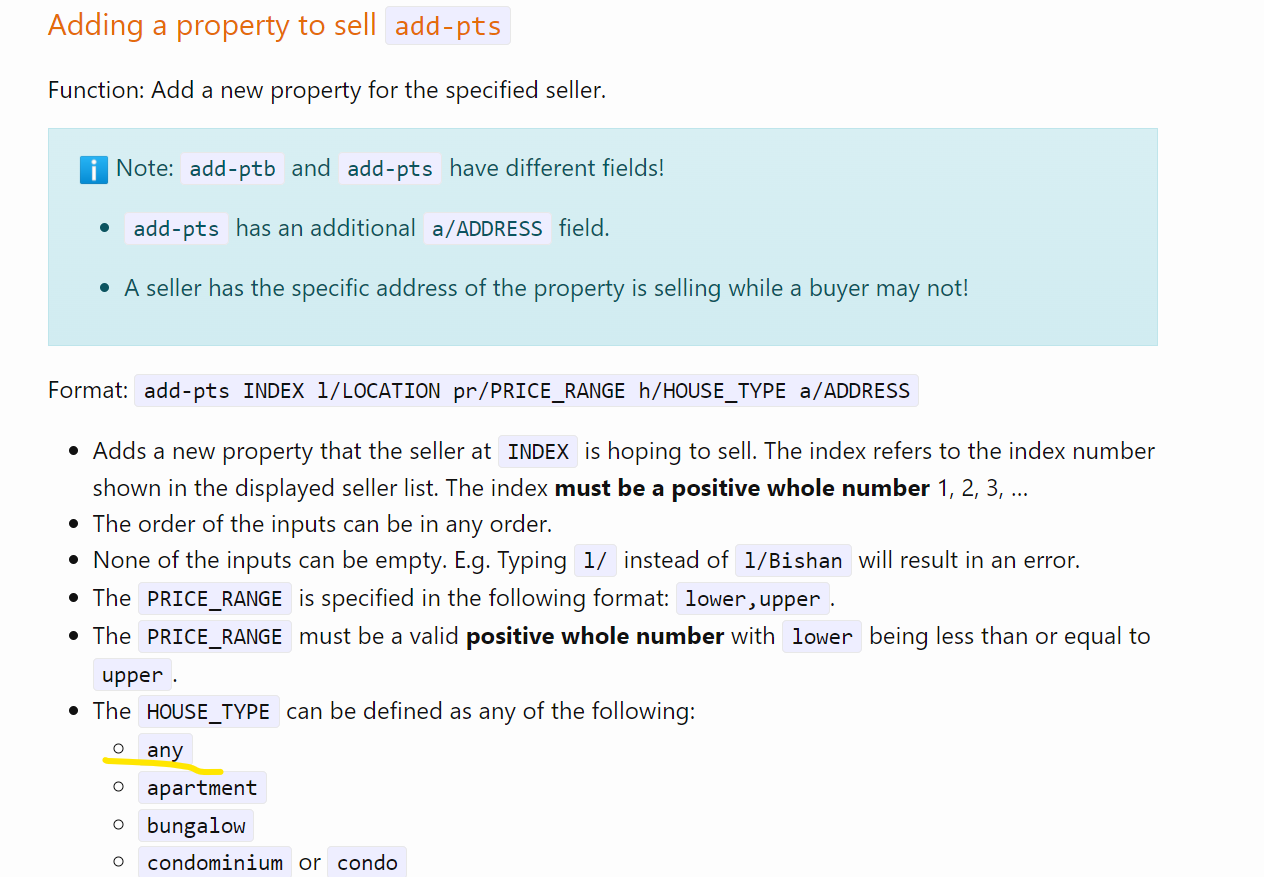 Adding a property to sell add-pts
Function: Add a new property for the specified seller.
i Note: add-ptb and add-pts have different fields!
add-pts has an additional a/ADDRESS field.
A seller has the specific address of the property is selling while a buyer may not!
Format: add-pts INDEX l/LOCATION pr/PRICE_RANGE h/HOUSE_TYPE a/ADDRESS
Adds a new property that the seller at INDEX is hoping to sell. The index refers to the index number
shown in the displayed seller list. The index must be a positive whole number 1, 2, 3, …
The order of the inputs can be in any order.
None of the inputs can be empty. E.g. Typing l/ instead of l/Bishan will result in an error.
The PRICE_RANGE is specified in the following format: lower,upper.
The PRICE_RANGE must be a valid positive whole number with lower being less than or equal to
upper.
The HOUSE_TYPE can be defined as any of the following:
any
apartment
bungalow
condominium or condo